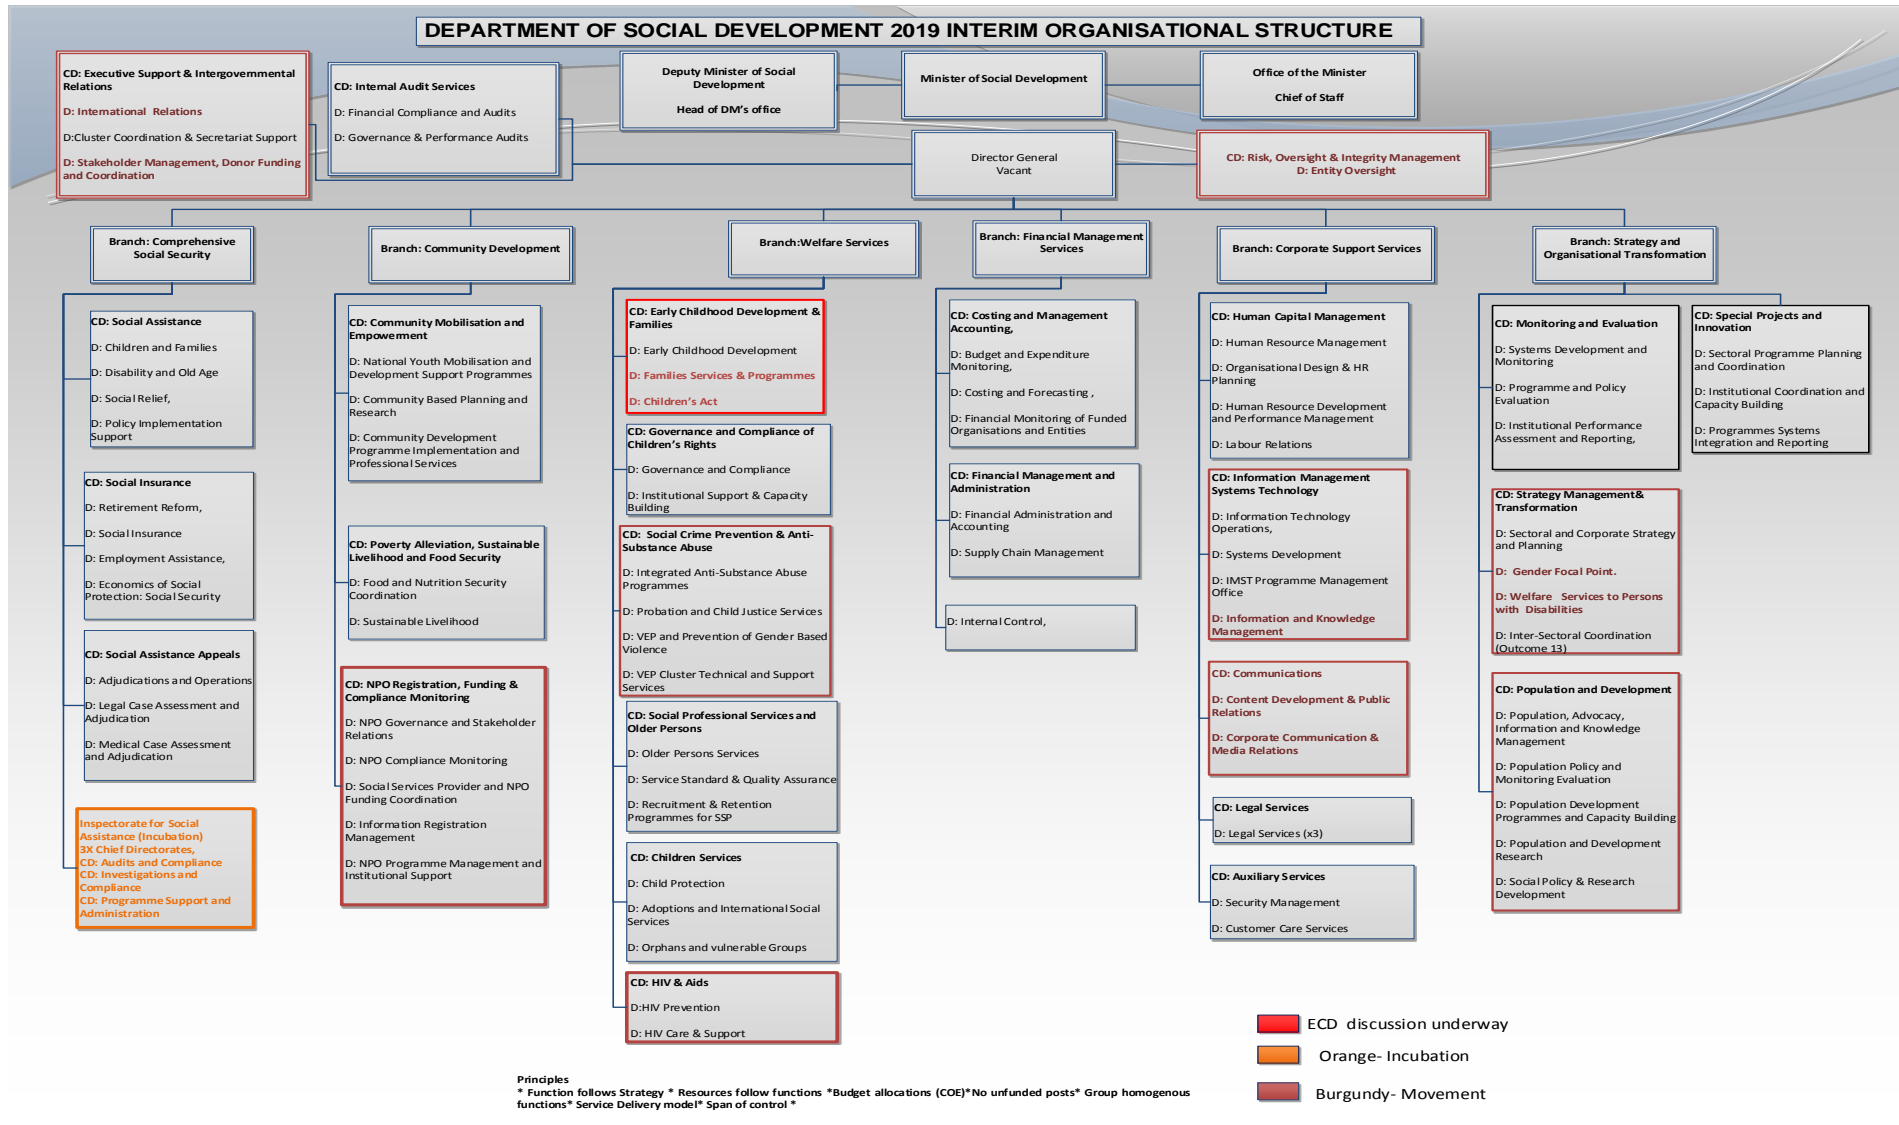 DEPARTMENT OF SOCIAL DEVELOPMENT 2019 INTERIM ORGANISATIONAL STRUCTURE
CD: Executive Support & Intergovernmental
Relations
D: International Relations
D:Cluster Coordination & Secretariat Support
D: Stakeholder Management, Donor Funding
and Coordination
CD: Internal Audit Services
D: Financial Compliance and Audits
D: Governance & Performance Audits
Deputy Minister of Social
Development
Head of DM's office
Minister of Social Development
Office of the Minister
Chief of Staff
Director General
Vacant
CD: Risk, Oversight & Integrity Management
D: Entity Oversight
Branch: Comprehensive
Social Security
CD: Social Assistance
D: Children and Families
D: Disability and Old Age
D: Social Relief,
D: Policy Implementation
Support
CD: Social Insurance
D: Retirement Reform,
D: Social Insurance
D: Employment Assistance,
D: Economics of Social
Protection: Social Security
CD: Social Assistance Appeals
D: Adjudications and Operations
D: Legal Case Assessment and
Adjudication
D: Medical Case Assessment
and Adjudication
Inspectorate for Social
Assistance (Incubation)
3X Chief Directorates,
CD: Audits and Compliance
CD: Investigations and
Compliance
CD: Programme Support and
Administration
Branch: Community Development
CD: Community Mobilisation and
Empowerment
D: National Youth Mobilisation and
Development Support Programmes
D: Community Based Planning and
Research
D: Community Development
Programme Implementation and
Professional Services
CD: Poverty Alleviation, Sustainable
Livelihood and Food Security
D: Food and Nutrition Security
Coordination
D: Sustainable Livelihood
CD: NPO Registration, Funding &
Compliance Monitoring
D: NPO Governance and Stakeholder
Relations
D: NPO Compliance Monitoring
D: Social Services Provider and NPO
Funding Coordination
D: Information Registration
Management
D: NPO Programme Management and
Institutional Support
Branch:Welfare Services
CD: Early Childhood Development &
Families
D: Early Childhood Development
D: Families Services & Programmes
D: Children's Act
CD: Governance and Compliance of
Children's Rights
D: Governance and Compliance
D: Institutional Support & Capacity
Building
CD: Social Crime Prevention & Anti-
Substance Abuse
D: Integrated Anti-Substance Abuse
Programmes
D: Probation and Child Justice Services
D: VEP and Prevention of Gender Based
Violence
D: VEP Cluster Technical and Support
Services
CD: Social Professional Services and
Older Persons
D: Older Persons Services
D: Service Standard & Quality Assurance
D: Recruitment & Retention
Programmes for SSP
CD: Children Services
D: Child Protection
D: Adoptions and International Social
Services
D: Orphans and vulnerable Groups
CD: HIV & Aids
D:HIV Prevention
D: HIV Care & Support
Branch: Financial Management
Services
CD: Costing and Management
Accounting,
D: Budget and Expenditure
Monitoring,
D: Costing and Forecasting ,
D: Financial Monitoring of Funded
Organisations and Entities
CD: Financial Management and
Administration
D: Financial Administration and
Accounting
D: Supply Chain Management
D: Internal Control,
Branch: Corporate Support Services
CD: Human Capital Management
D: Human Resource Management
D: Organisational Design & HR
Planning
D: Human Resource Development
and Performance Management
D: Labour Relations
CD: Information Management
Systems Technology
D: Information Technology
Operations,
D: Systems Development
D: IMST Programme Management
Office
D: Information and Knowledge
Management
CD: Communications
D: Content Development & Public
Relations
D: Corporate Communication &
Media Relations
CD: Legal Services
D: Legal Services (x3)
CD: Auxiliary Services
D: Security Management
D: Customer Care Services
Branch: Strategy and
Organisational Transformation
CD: Monitoring and Evaluation
D: Systems Development and
Monitoring
D: Programme and Policy
Evaluation
D: Institutional Performance
Assessment and Reporting,
CD: Special Projects and
Innovation
D: Sectoral Programme Planning
and Coordination
D: Institutional Coordination and
Capacity Building
D: Programmes Systems
Integration and Reporting
CD: Strategy Management&
Transformation
D: Sectoral and Corporate Strategy
and Planning
D: Gender Focal Point.
D: Welfare Services to Persons
with Disabilities
D: Inter-Sectoral Coordination
(Outcome 13)
CD: Population and Development
D: Population, Advocacy,
Information and Knowledge
Management
D: Population Policy and
Monitoring Evaluation
D: Population Development
Programmes and Capacity Building
D: Population and Development
Research
D: Social Policy & Research
Development
ECD discussion underway
Orange- Incubation
Burgundy- Movement
Principles
* Function follows Strategy * Resources follow functions *Budget allocations (COE)*No unfunded posts* Group homogenous
functions* Service Delivery model* Span of control *